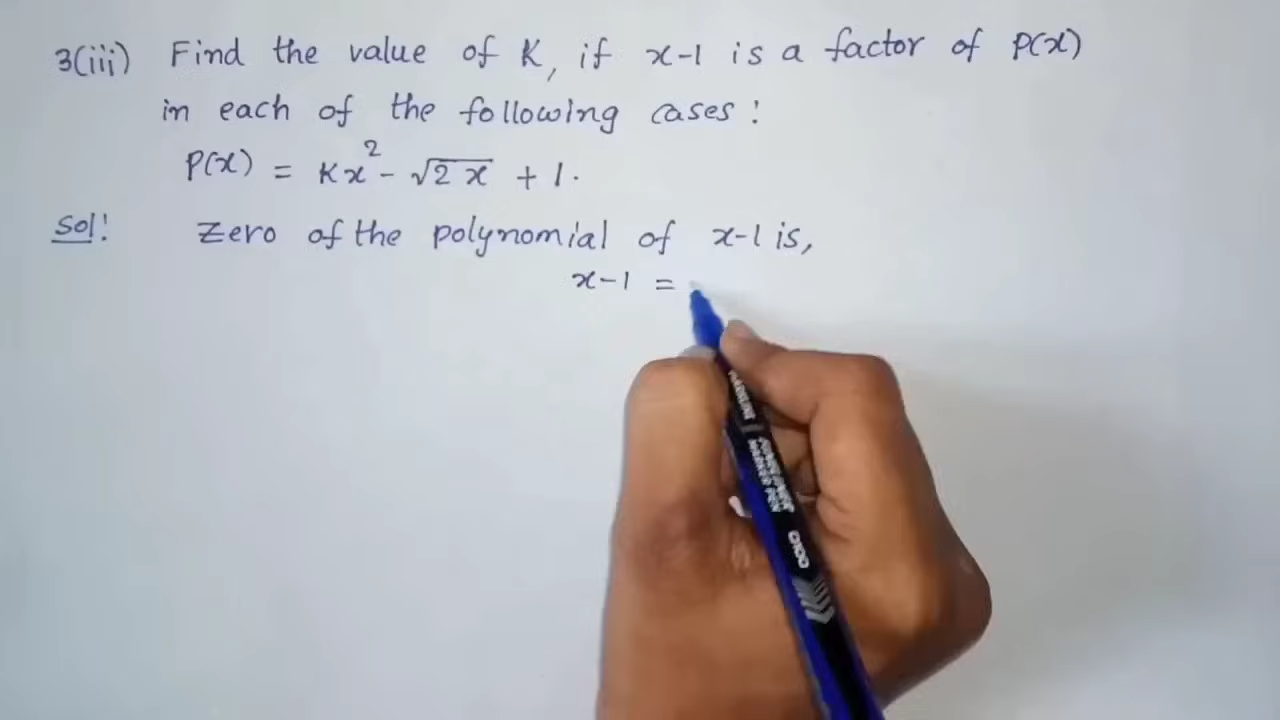 3(iii) Find the value of K, if x-1 is a factor of P(x)
in each of the following cases:
P(x) = Kx² - √2x + 1.
Sol! Zero of the polynomial of x-1 is,
x-1 =